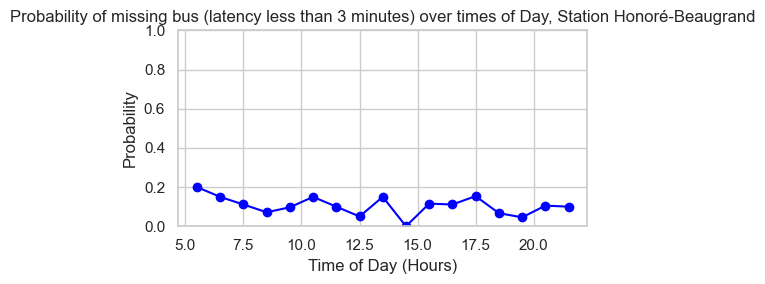 Probability of missing bus (latency less than 3 minutes) over times of Day, Station Honoré-Beaugrand
1.0
0.8
0.6
0.4
0.2
0.0
Probability
5.0 7.5 10.0 12.5 15.0 17.5 20.0
Time of Day (Hours)